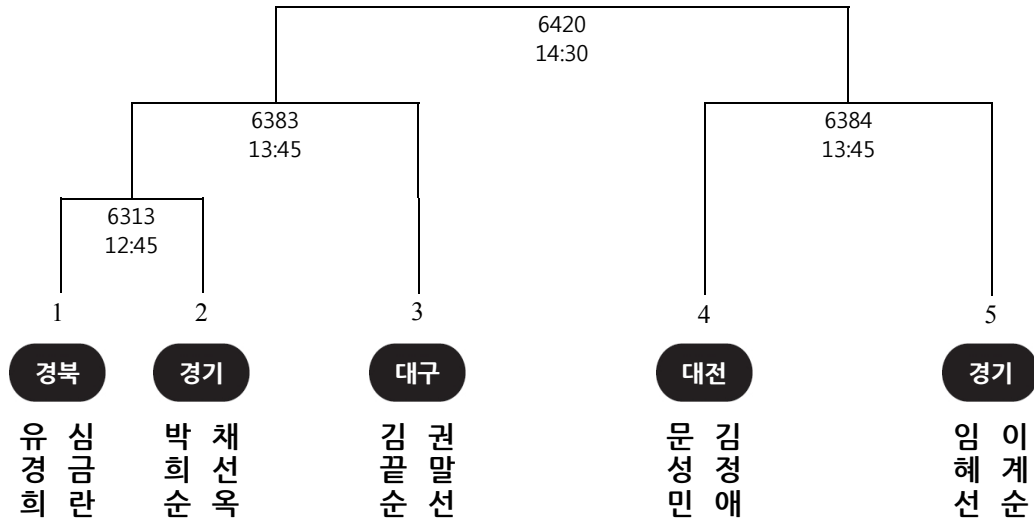 6420
14:30
6383
13:45
6384
13:45
6313
12:45
1
2
3
4
5
경북
경기
대구
대전
경기
유경희 심금란
박희순 채선옥
김끝순 권말선
문성민 김정애
임혜선 이계순